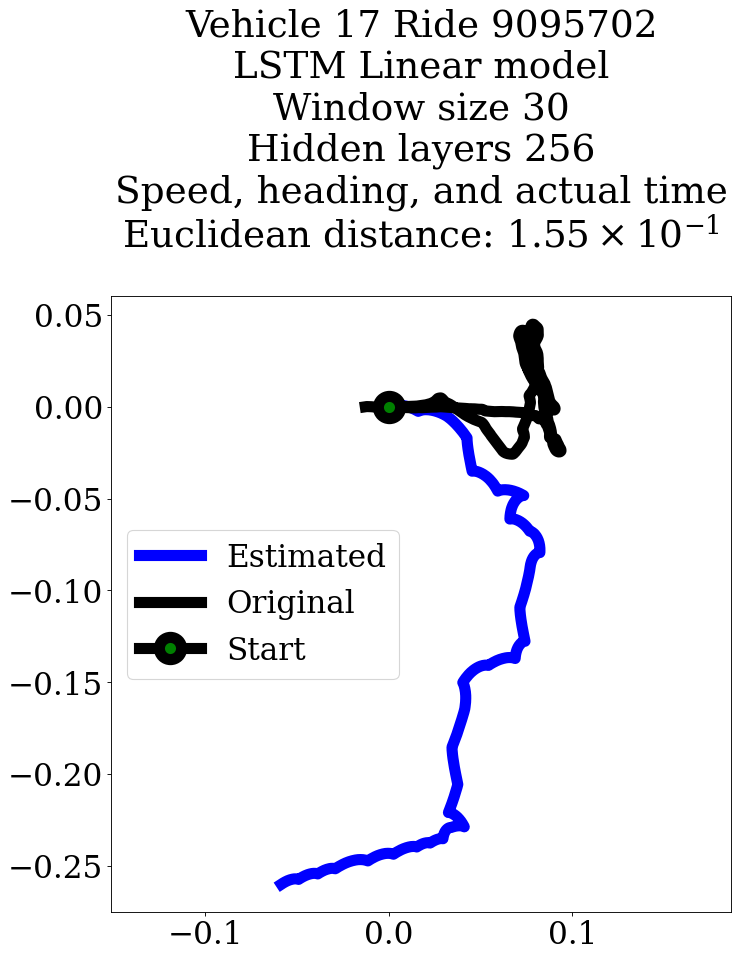 Vehicle 17 Ride 9095702
LSTM Linear model
Window size 30
Hidden layers 256
Speed, heading, and actual time
Euclidean distance: 1.55 × 10⁻¹
0.05
0.00
−0.05
−0.10
−0.15
−0.20
−0.25
Estimated
Original
Start
−0.1
0.0
0.1